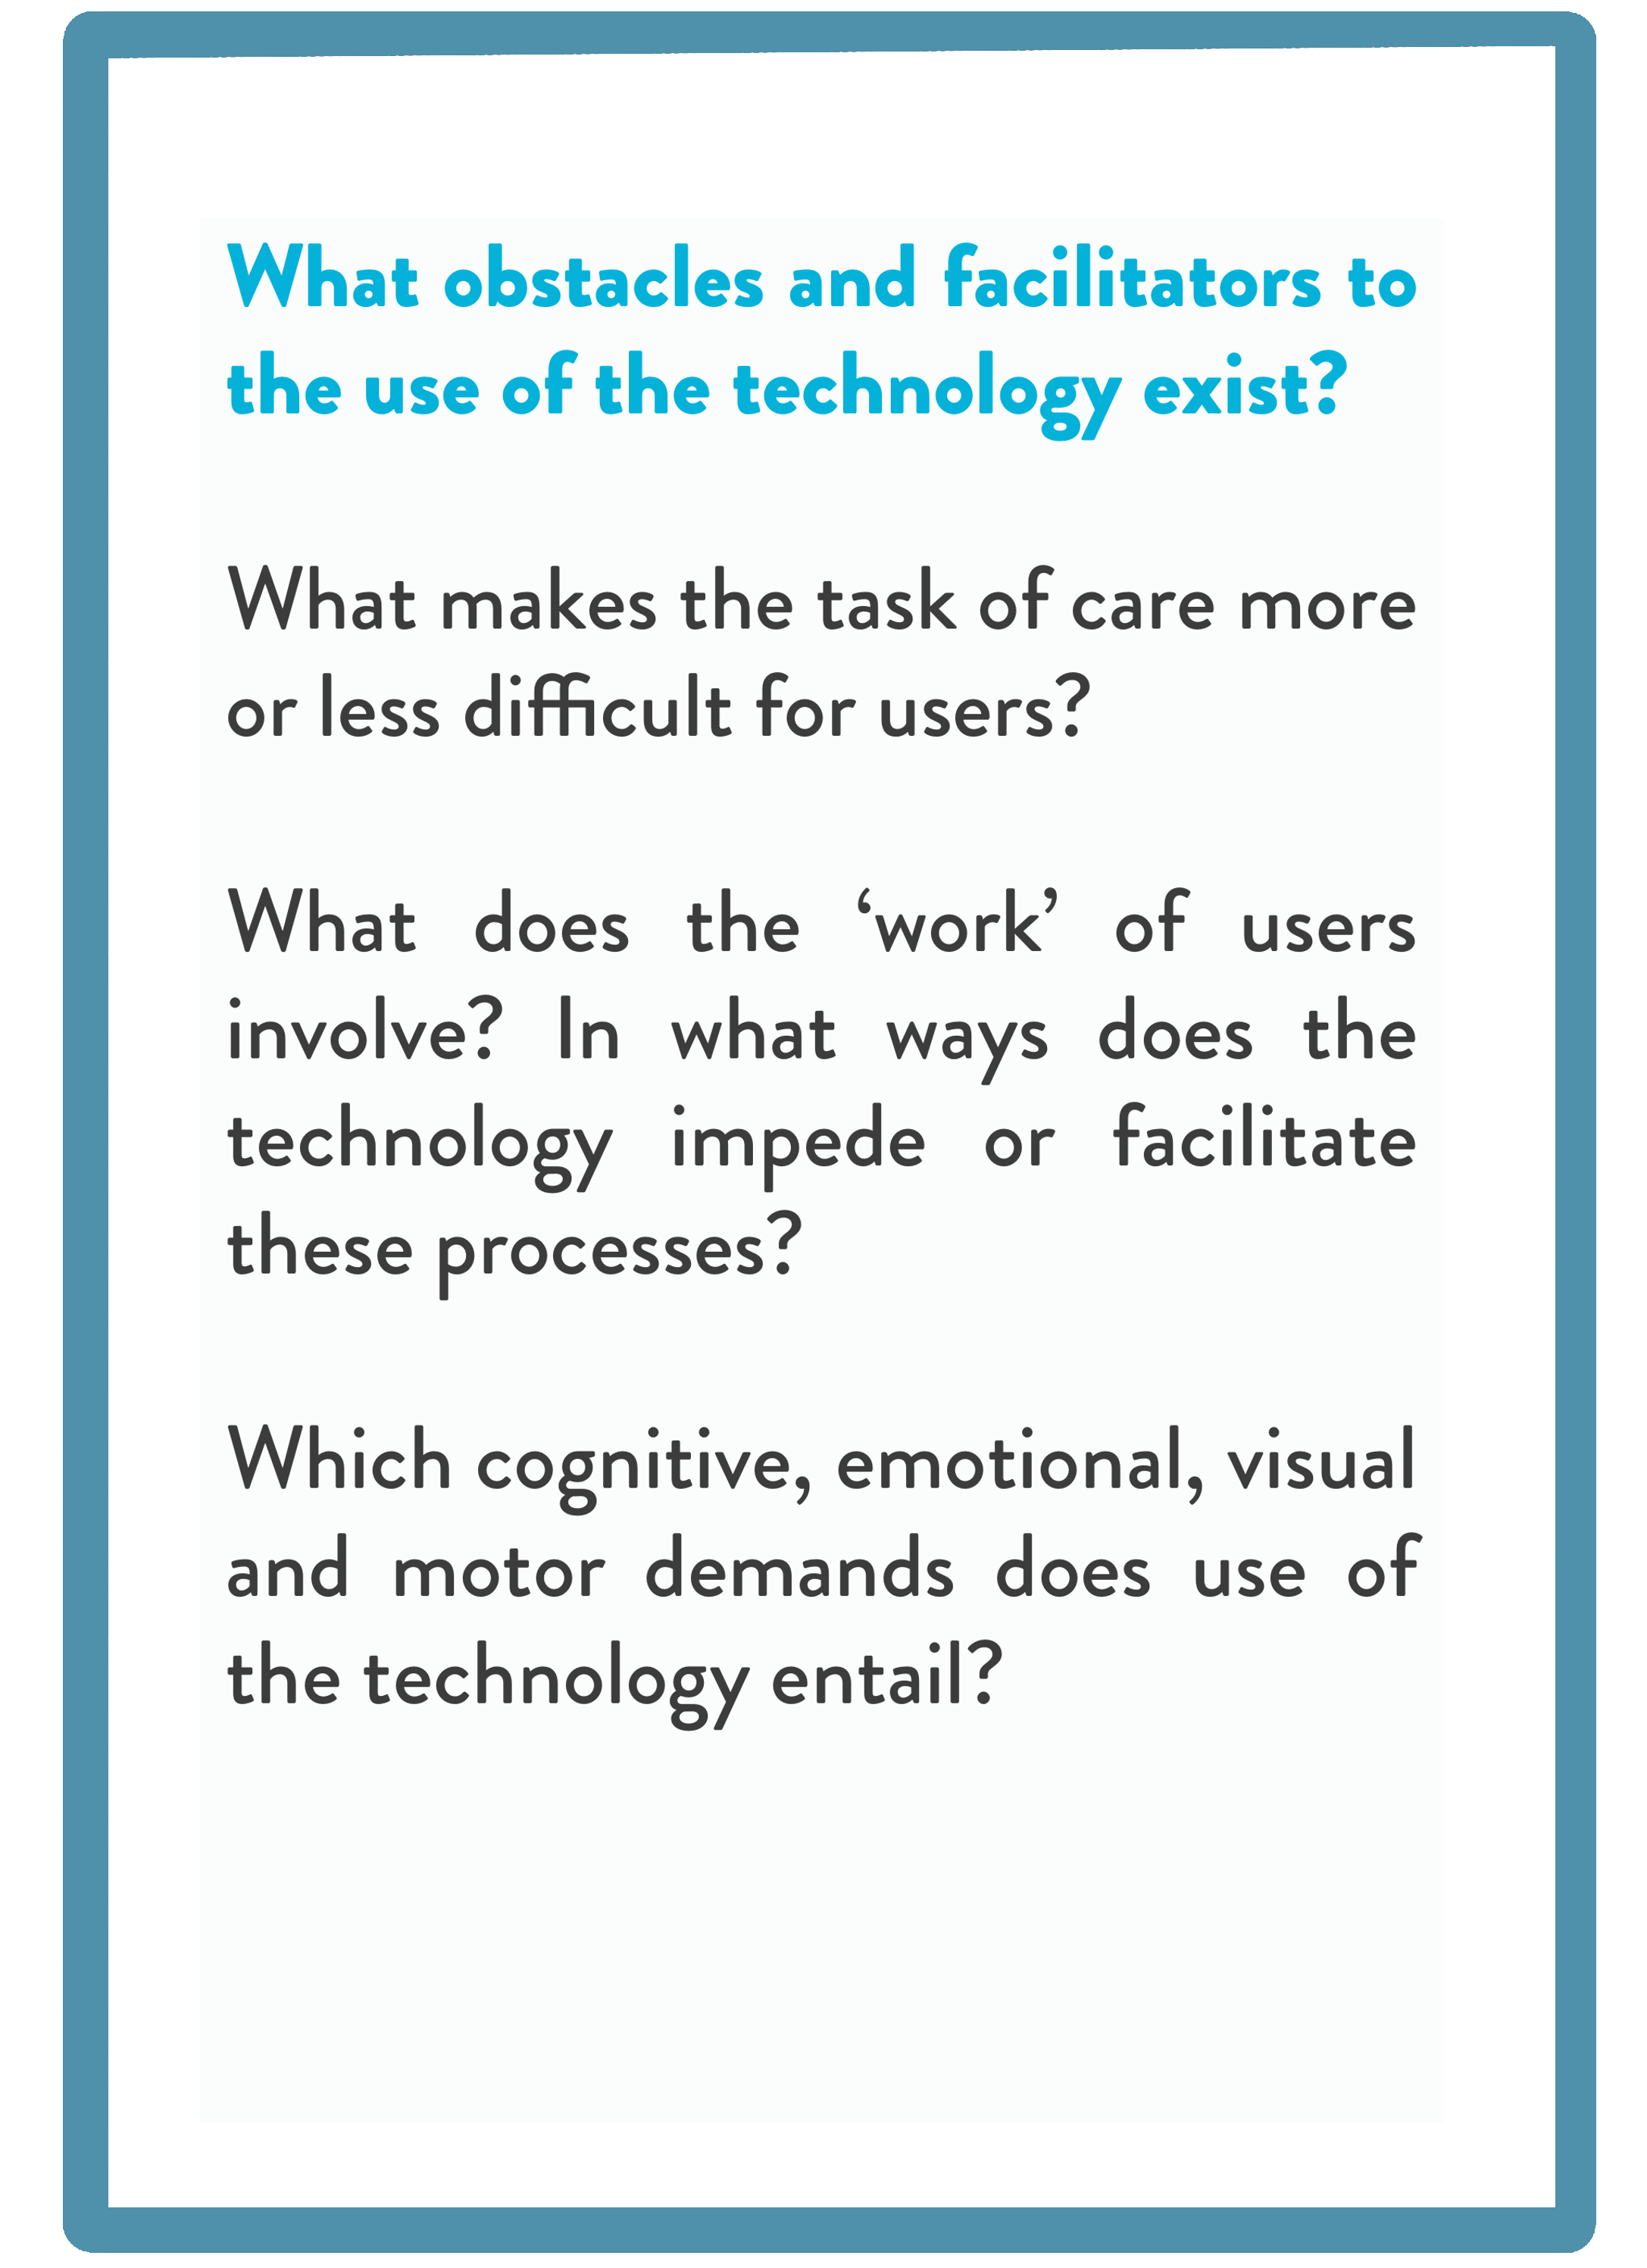 What obstacles and facilitators to
the use of the technology exist?
What makes the task of care more
or less difficult for users?
What does the ‘work’ of users
involve? In what ways does the
technology impede or facilitate
these processes?
Which cognitive, emotional, visual
and motor demands does use of
the technology entail?